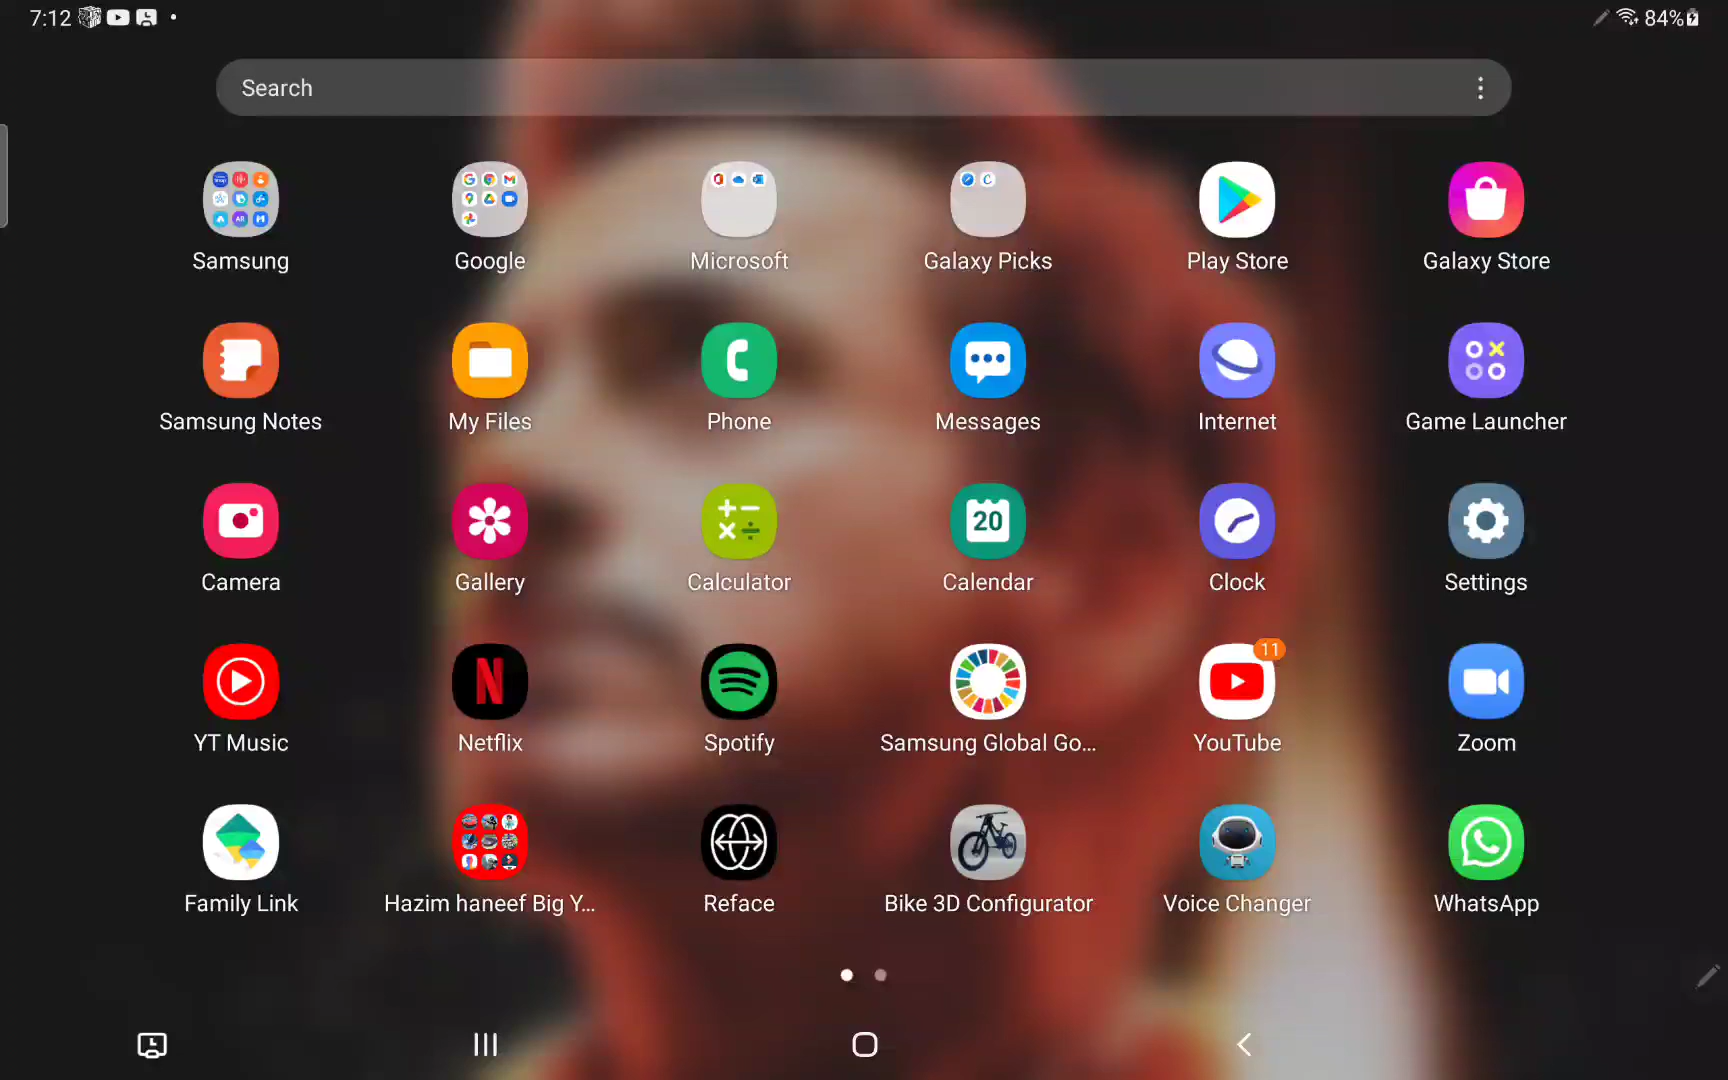 7:12
84%
Search
Samsung Google Microsoft Galaxy Picks Play Store Galaxy Store
Samsung Notes My Files Phone Messages Internet Game Launcher
20
Camera Gallery Calculator Calendar Clock Settings
11
YT Music Netflix Spotify Samsung Global Go... YouTube Zoom
Family Link Hazim haneef Big Y... Reface Bike 3D Configurator Voice Changer WhatsApp